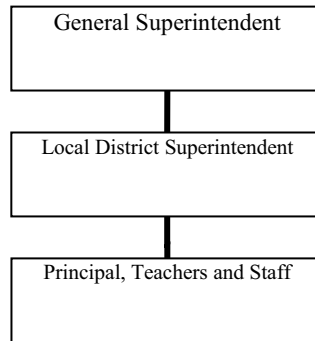 General Superintendent
Local District Superintendent
Principal, Teachers and Staff